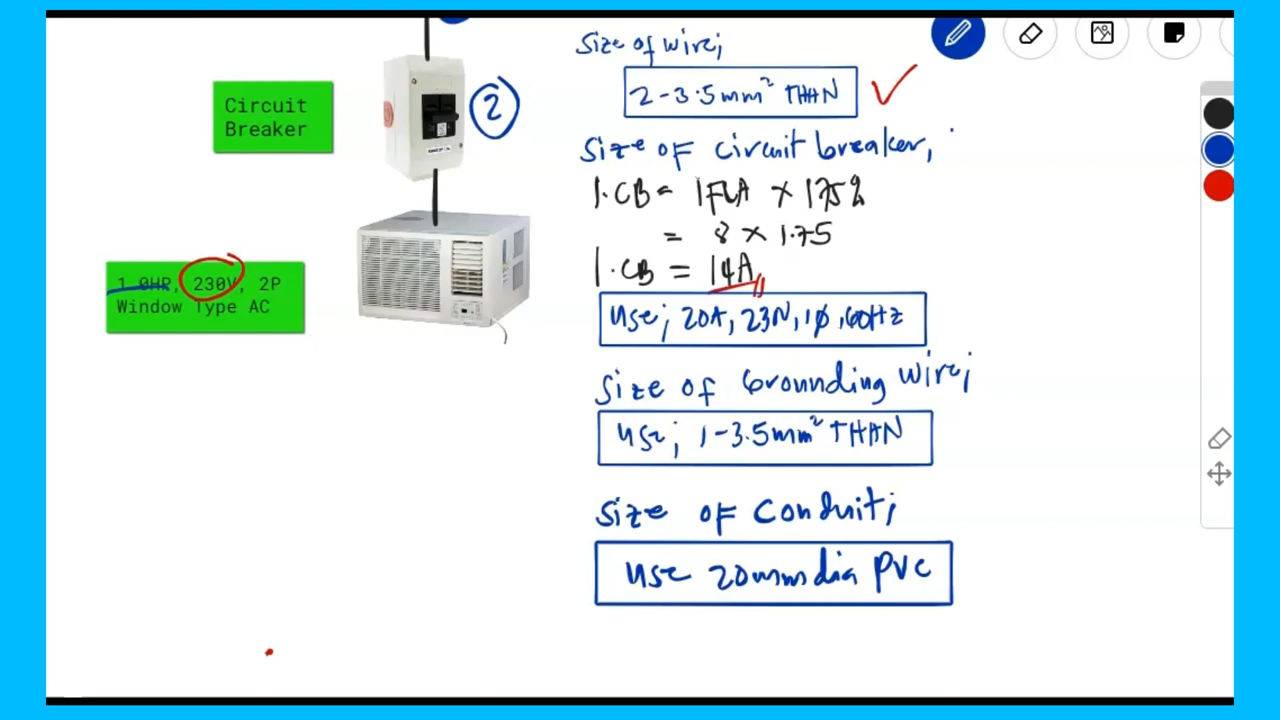 Circuit
Breaker
2
1.0HP, 230V, 2P
Window Type AC
Size of wire;
2-3.5mm² THHN
Size of circuit breaker;
1.CB = 1FLA x 175%
= 8 x 1.75
1.CB = 14A
Use; 20A, 230V, 1Ø, 60Hz
Size of Grounding wire;
Use; 1-3.5mm² THHN
Size of Conduit;
Use 20mm dia PVC